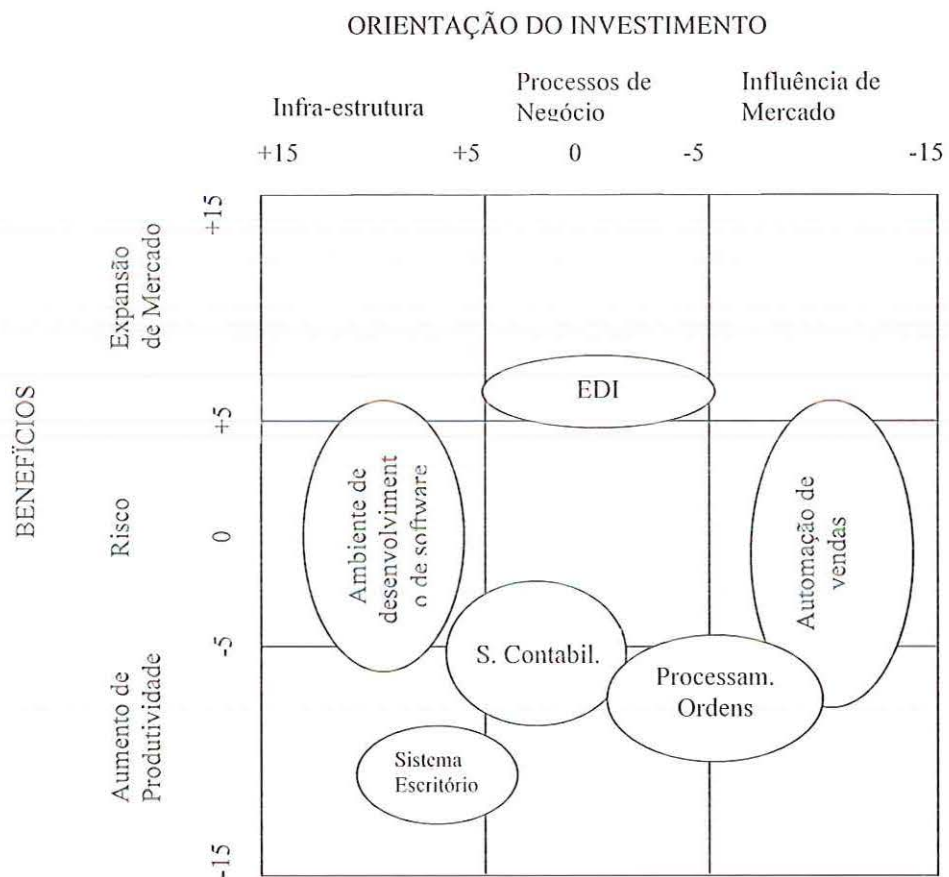 ORIENTAÇÃO DO INVESTIMENTO
Infra-estrutura
Processos de
Negócio
Influência de
Mercado
+15
+5
0
-5
-15
BENEFÏCIOS
Expansão
de Mercado
Risco
Aumento de
Produtividade
+15
+5
0
-5
-15
EDI
Ambiente de
desenvolviment
o de software
Automação de
vendas
S. Contabil.
Processam.
Ordens
Sistema
Escritório